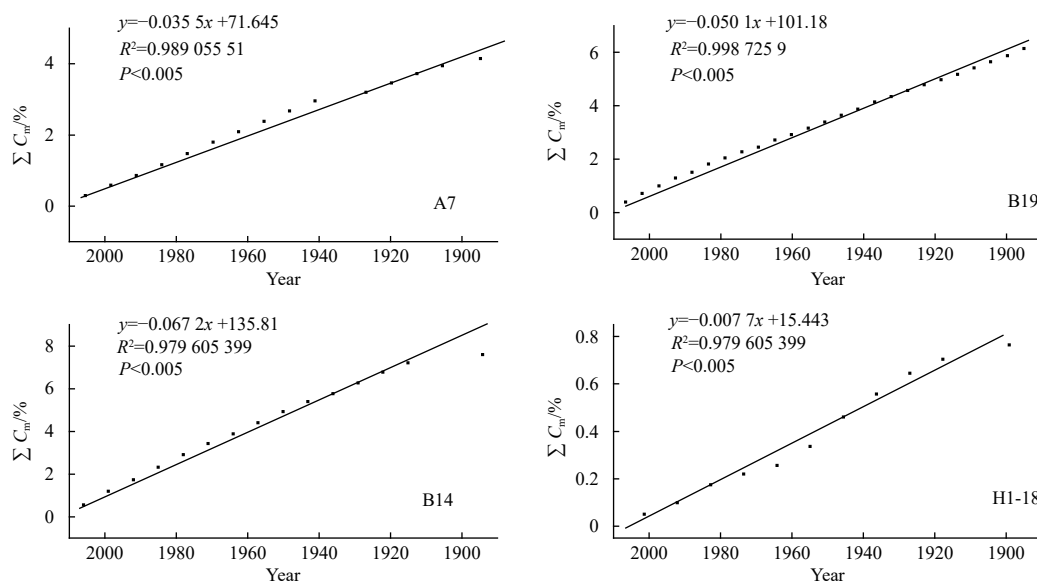 y=−0.035 5x +71.645
R²=0.989 055 51
P<0.005
4
2
0
∑ Cₘ/%
A7
2000 1980 1960 1940 1920 1900
Year
y=−0.050 1x +101.18
R²=0.998 725 9
P<0.005
6
4
2
0
∑ Cₘ/%
B19
2000 1980 1960 1940 1920 1900
Year
y=−0.067 2x +135.81
R²=0.979 605 399
P<0.005
8
6
4
2
0
∑ Cₘ/%
B14
2000 1980 1960 1940 1920 1900
Year
y=−0.007 7x +15.443
R²=0.979 605 399
P<0.005
0.8
0.6
0.4
0.2
0
∑ Cₘ/%
H1-18
2000 1980 1960 1940 1920 1900
Year